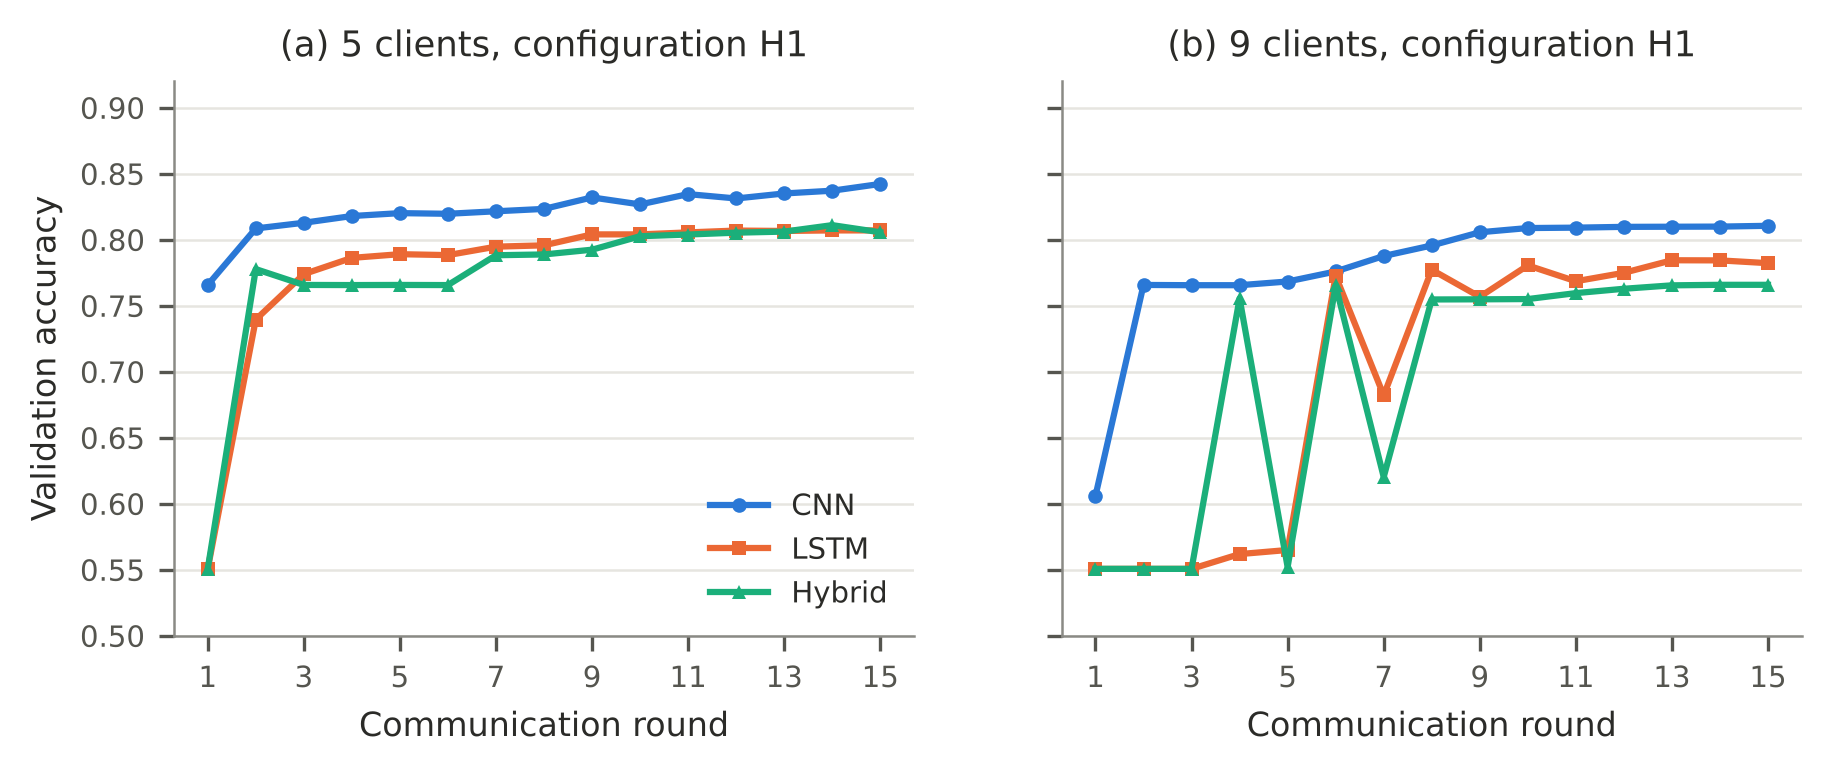 (a) 5 clients, configuration H1
Validation accuracy
0.90
0.85
0.80
0.75
0.70
0.65
0.60
0.55
0.50
CNN
LSTM
Hybrid
1 3 5 7 9 11 13 15
Communication round
(b) 9 clients, configuration H1
1 3 5 7 9 11 13 15
Communication round